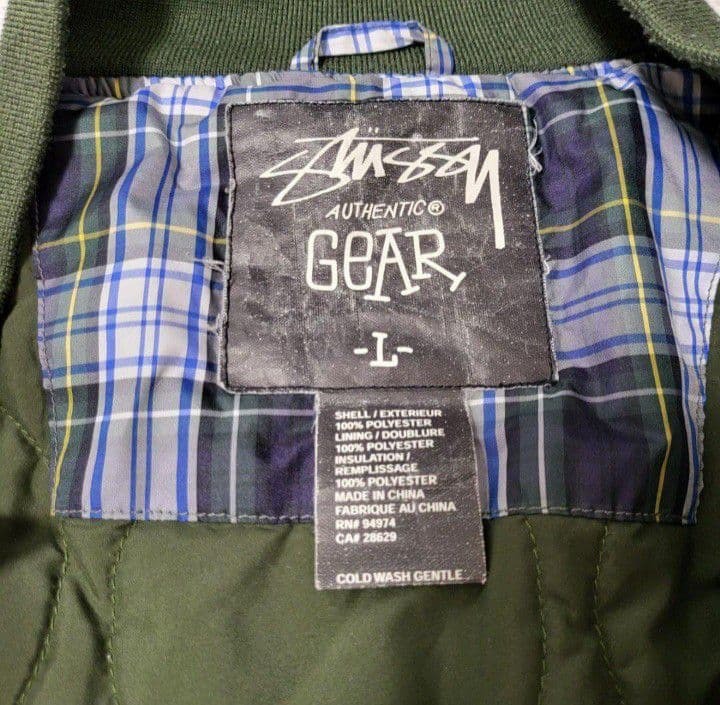 Stüssy
AUTHENTIC®
GEAR
-L-
SHELL / EXTERIEUR
100% POLYESTER
LINING / DOUBLURE
100% POLYESTER
INSULATION /
REMPLISSAGE
100% POLYESTER
MADE IN CHINA
FABRIQUE AU CHINA
RN# 94974
CA# 28629
COLD WASH GENTLE